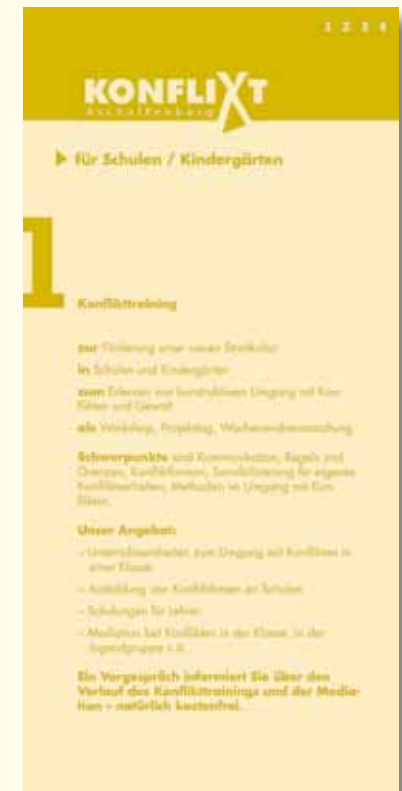 1 2 3 4
KONFLIXT
Aschaffenburg
für Schulen / Kindergärten
1
Konflikttraining
zur Förderung einer neuen Streitkultur
in Schulen und Kindergärten
zum Erlernen von konstruktivem Umgang mit Kon-
flikten und Gewalt
als Workshop, Projekttag, Wochenendveranstaltung
Schwerpunkte sind Kommunikation, Regeln und
Grenzen, Konfliktformen, Sensibilisierung für eigenes
Konfliktverhalten, Methoden im Umgang mit Kon-
flikten.
Unser Angebot:
– Unterrichtseinheiten zum Umgang mit Konflikten in
einer Klasse
– Ausbildung von an Schulen
– Schulungen für Lehrer
– Mediation bei Konflikten in der Klasse, in der
Jugendgruppe
Ein Vorgespräch informiert Sie über den
Verlauf des Konflikttrainings und der Media-
tion – natürlich kostenfrei.